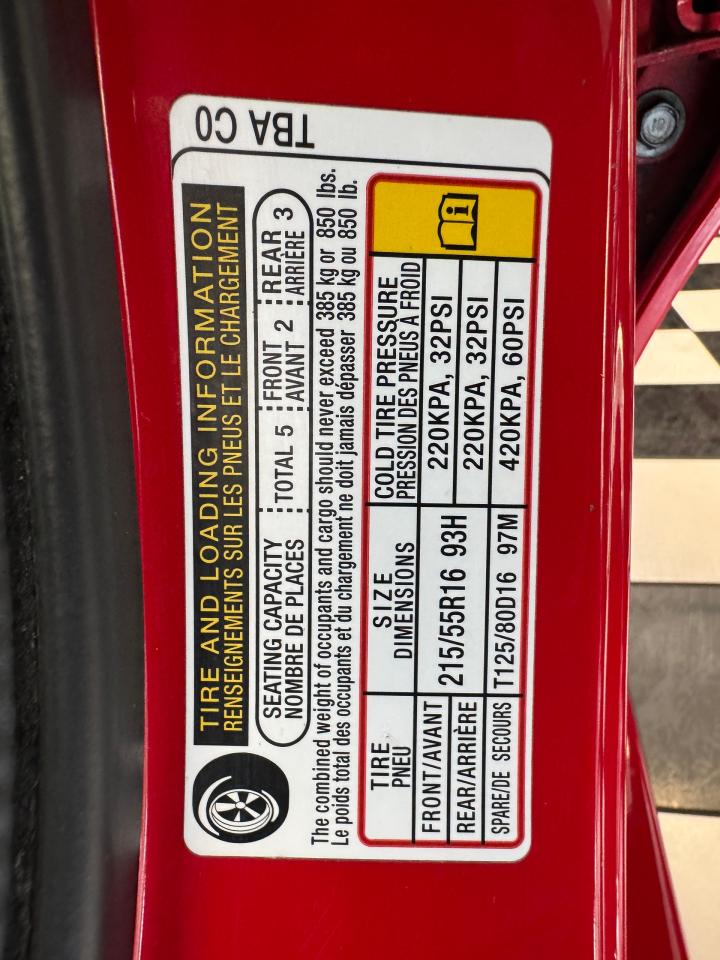 TIRE AND LOADING INFORMATION
RENSEIGNEMENTS SUR LES PNEUS ET LE CHARGEMENT
SEATING CAPACITY TOTAL 5 FRONT 2 REAR 3
NOMBRE DE PLACES AVANT ARRIÈRE
The combined weight of occupants and cargo should never exceed 385 kg or 850 lbs.
Le poids total des occupants et du chargement ne doit jamais dépasser 385 kg ou 850 lb.
TIRE SIZE COLD TIRE PRESSURE
PNEU DIMENSIONS PRESSION DES PNEUS À FROID
FRONT/AVANT 215/55R16 93H 220KPA, 32PSI
REAR/ARRIÈRE 220KPA, 32PSI
SPARE/DE SECOURS T125/80D16 97M 420KPA, 60PSI
TBA C0